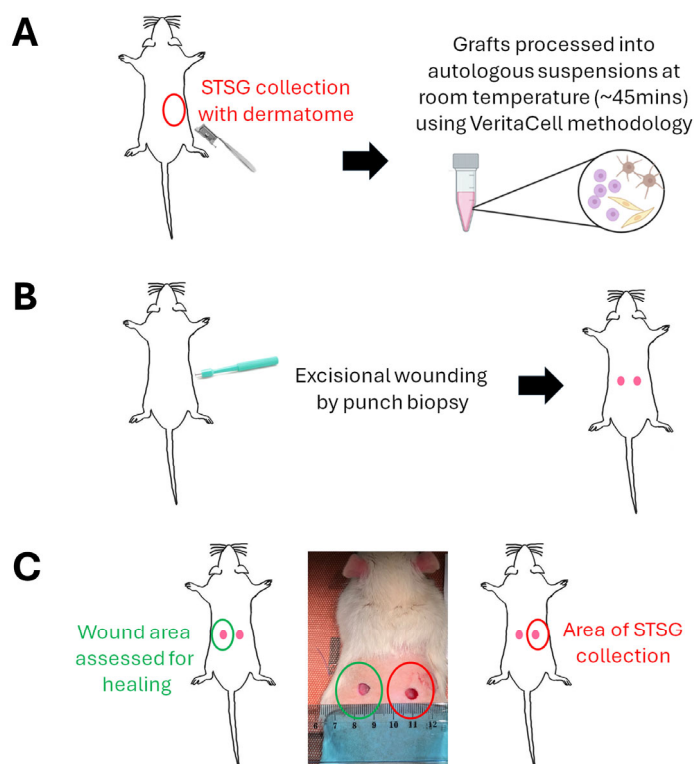 A
STSG collection
with dermatome
Grafts processed into
autologous suspensions at
room temperature (~45mins)
using VeritaCell methodology
B
Excisional wounding
by punch biopsy
C
Wound area
assessed for
healing
6 7 8 9 10 11 12
Area of STSG
collection